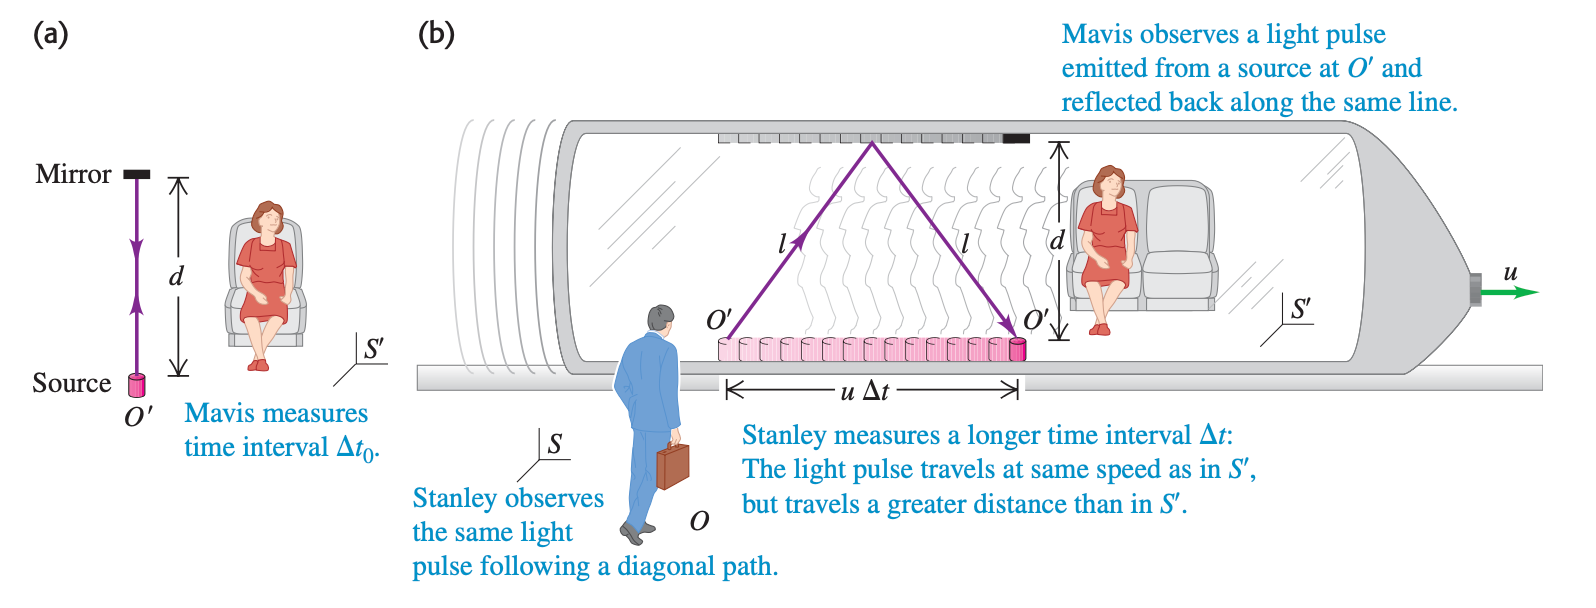 (a)
Mirror
d
S′
Source
O′
Mavis measures
time interval Δt₀.
(b)
Mavis observes a light pulse
emitted from a source at O′ and
reflected back along the same line.
l
l
d
u
O′
O′
S′
u Δt
S
Stanley observes
the same light
pulse following a diagonal path.
O
Stanley measures a longer time interval Δt:
The light pulse travels at same speed as in S′,
but travels a greater distance than in S′.